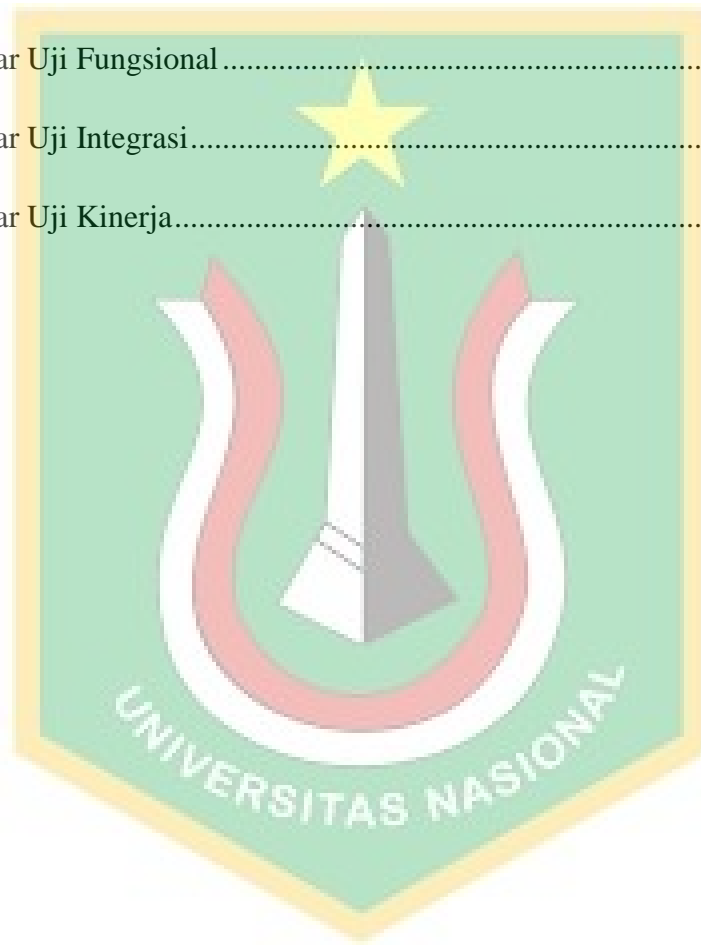 ar Uji Fungsional........................................................
ar Uji Integrasi............................................................
ar Uji Kinerja..............................................................
UNIVERSITAS NASIONAL